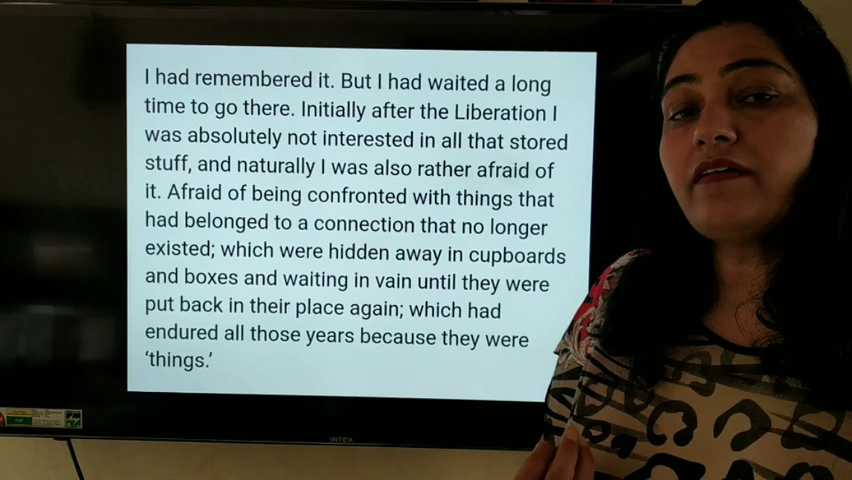 I had remembered it. But I had waited a long
time to go there. Initially after the Liberation I
was absolutely not interested in all that stored
stuff, and naturally I was also rather afraid of
it. Afraid of being confronted with things that
had belonged to a connection that no longer
existed; which were hidden away in cupboards
and boxes and waiting in vain until they were
put back in their place again; which had
endured all those years because they were
‘things.’
INTEX